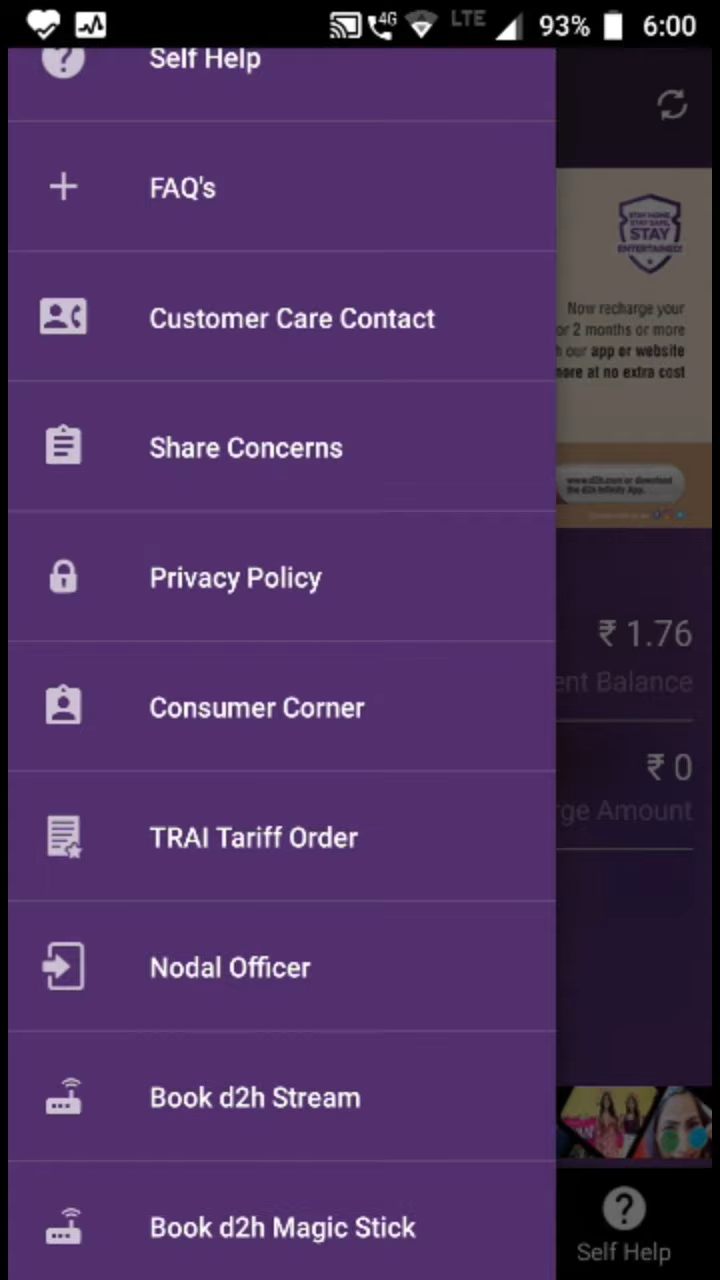 LTE 93% 6:00
4G
Self Help
FAQ's
Customer Care Contact
Share Concerns
Privacy Policy
Consumer Corner
TRAI Tariff Order
Nodal Officer
Book d2h Stream
Book d2h Magic Stick
STAY HOME,
STAY SAFE,
STAY
ENTERTAINED!
Now recharge your
or 2 months or more
our app or website
more at no extra cost
www.d2h.com or download
the d2h Infinity App.
₹ 1.76
ent Balance
₹ 0
rge Amount
Self Help